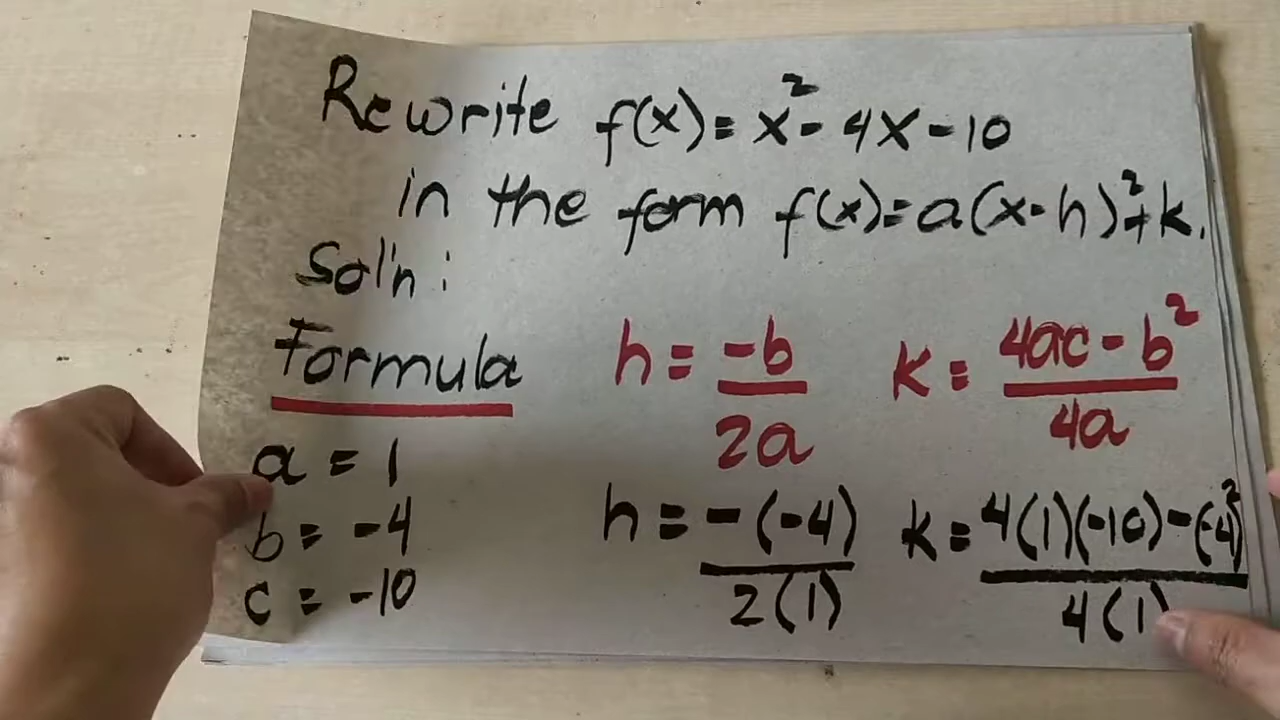 Rewrite f(x)= x²- 4x-10
in the form f(x)=a(x-h)²+k.
Sol'n:
Formula
h = -b/2a
k = 4ac-b²/4a
a = 1
b = -4
c = -10
h = -(-4)/2(1)
k = 4(1)(-10)-(-4)²/4(1)